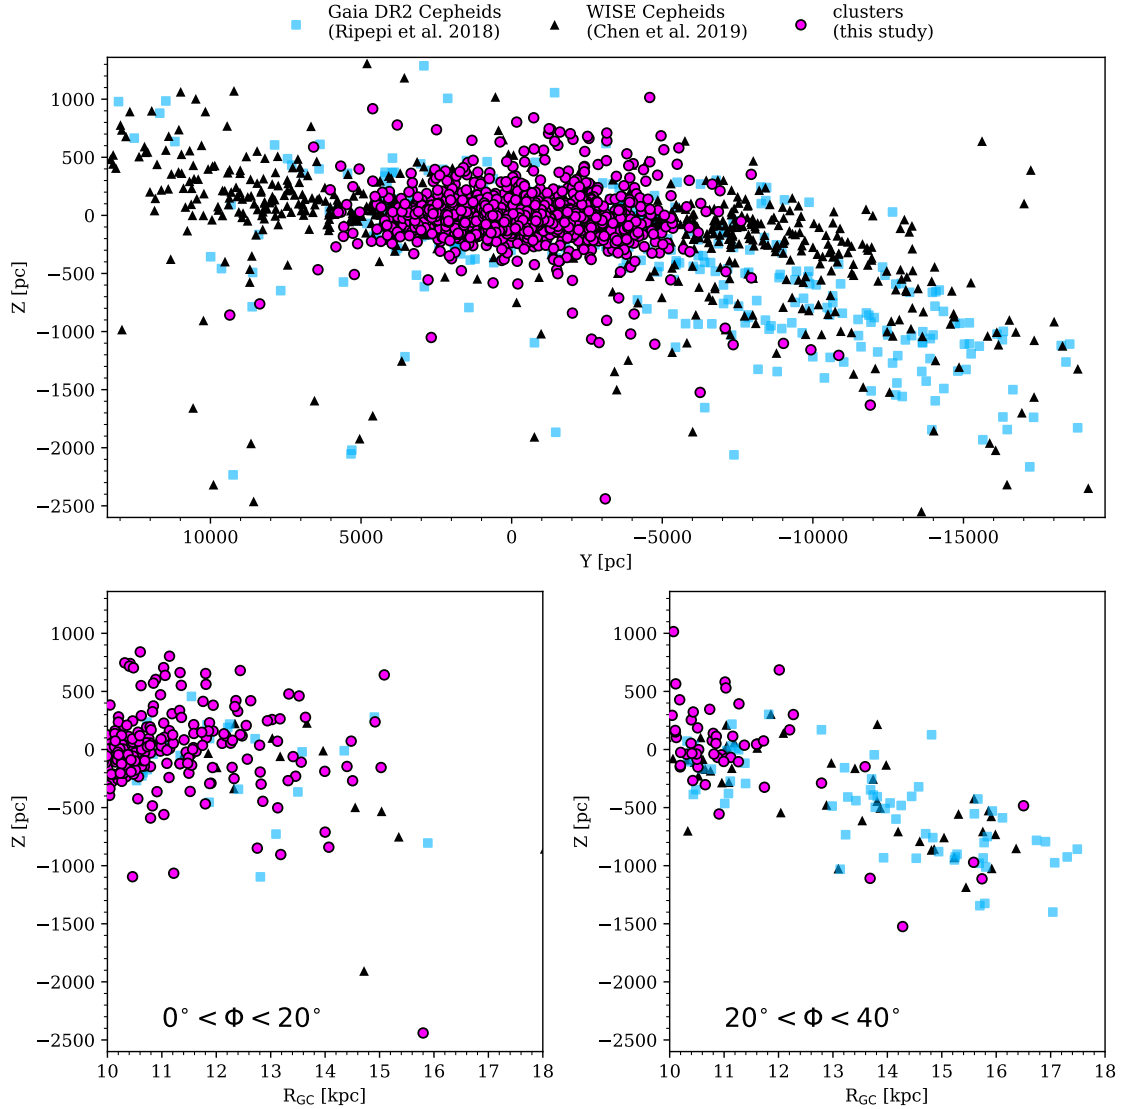 Gaia DR2 Cepheids
(Ripepi et al. 2018)
WISE Cepheids
(Chen et al. 2019)
clusters
(this study)
1000
500
0
−500
−1000
−1500
−2000
−2500
Z [pc]
10000 5000 0 −5000 −10000 −15000
Y [pc]
1000
500
0
−500
−1000
−1500
−2000
−2500
Z [pc]
0° < Φ < 20°
10 11 12 13 14 15 16 17 18
R_GC [kpc]
1000
500
0
−500
−1000
−1500
−2000
−2500
Z [pc]
20° < Φ < 40°
10 11 12 13 14 15 16 17 18
R_GC [kpc]